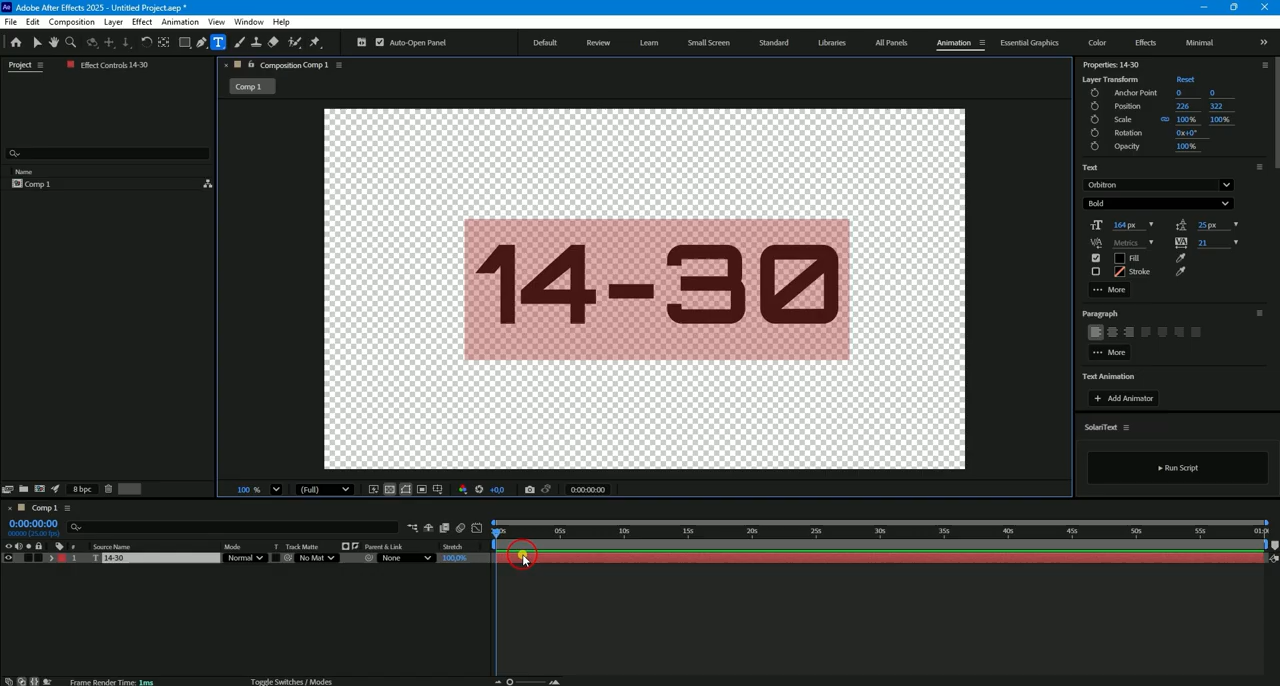 Ae Adobe After Effects 2025 - Untitled Project.aep *
File Edit Composition Layer Effect Animation View Window Help
Auto-Open Panel Default Review Learn Small Screen Standard Libraries All Panels Animation Essential Graphics Color Effects Minimal
Project Effect Controls 14-30
Composition Comp 1
Comp 1
Properties: 14-30
Layer Transform Reset
Anchor Point 0 0
Position 226 322
Scale 100% 100%
Rotation 0x+0°
Opacity 100%
Name
Comp 1
Text
Orbitron
Bold
164 px 25 px
Metrics 21
Fill
Stroke
More
Paragraph
More
Text Animation
Add Animator
SolariText
Run Script
14-30
8 bpc
100 % (Full) +0,0 0:00:00:00
Comp 1
0:00:00:00
00000 (25.00 fps)
05s 10s 15s 20s 25s 30s 35s 40s 45s 50s 55s
# Source Name Mode T Track Matte Parent & Link Stretch
1 T 14-30 Normal No Mat None 100,0%
Frame Render Time: 1ms Toggle Switches / Modes